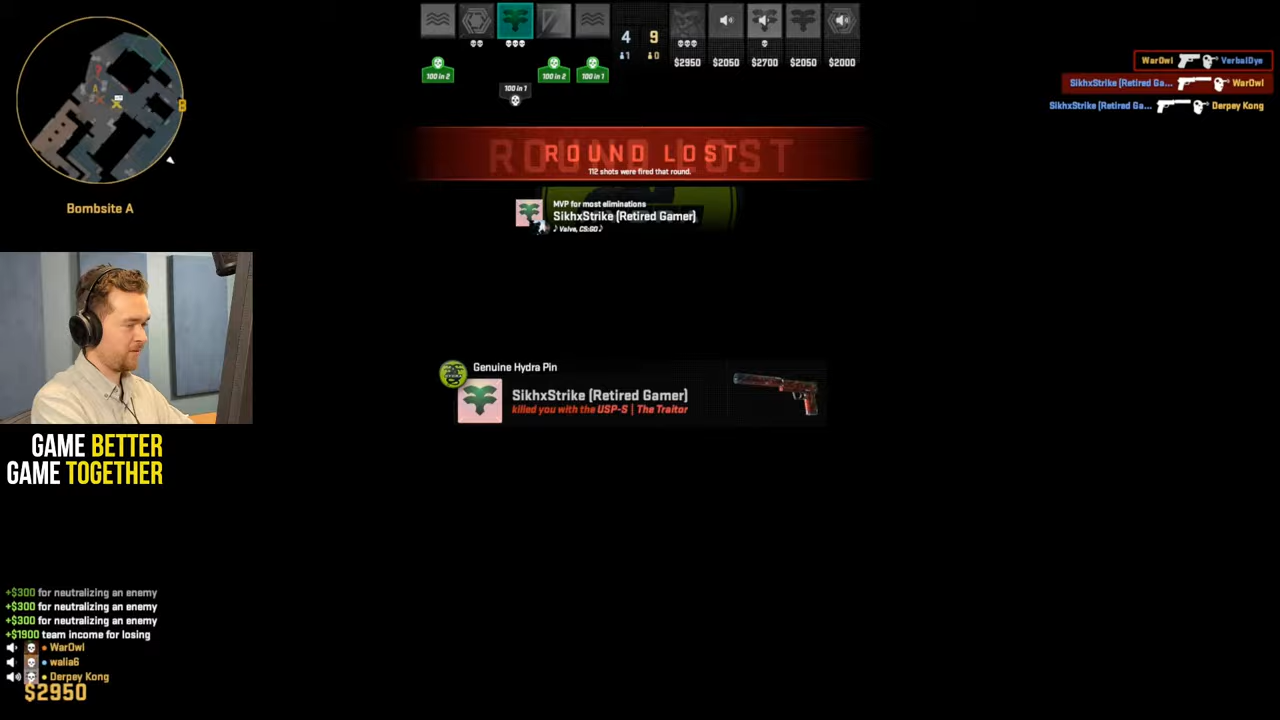 4 9
1 0
$2950 $2050 $2700 $2050 $2000
100 in 2
100 in 2
100 in 1
100 in 1
A
B
Bombsite A
WarOwl VerbalDye
SikhxStrike (Retired Ga... WarOwl
SikhxStrike (Retired Ga... Derpey Kong
ROUND LOST
112 shots were fired that round.
MVP for most eliminations
SikhxStrike (Retired Gamer)
♪ Valve, CS:GO ♪
Genuine Hydra Pin
SikhxStrike (Retired Gamer)
killed you with the USP-S | The Traitor
GAME BETTER
GAME TOGETHER
+$300 for neutralizing an enemy
+$300 for neutralizing an enemy
+$300 for neutralizing an enemy
+$1900 team income for losing
WarOwl
walia6
Derpey Kong
$2950